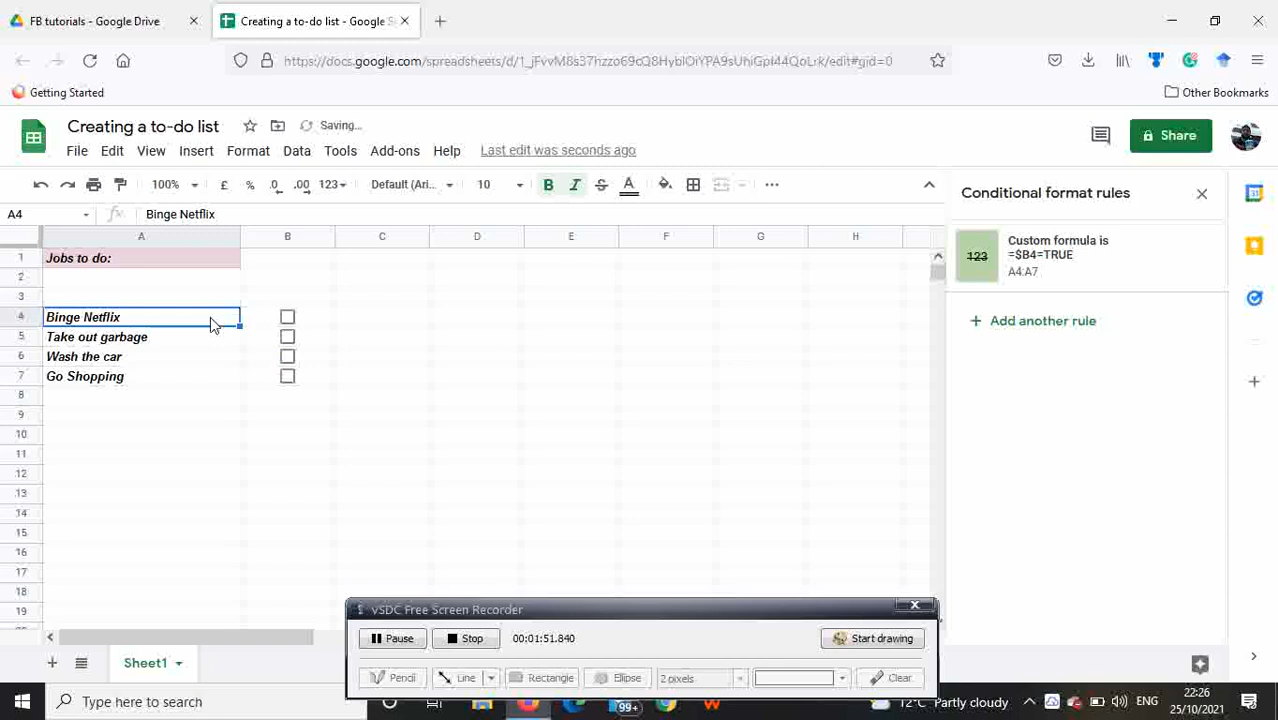 FB tutorials - Google Drive
Creating a to-do list - Google S
Getting Started
Other Bookmarks
Creating a to-do list
Saving...
Share
File Edit View Insert Format Data Tools Add-ons Help Last edit was seconds ago
100% £ % .0 .00 123 Default (Ari... 10
A4 Binge Netflix
Conditional format rules
A B C D E F G H
1 Jobs to do:
2
3
4 Binge Netflix
5 Take out garbage
6 Wash the car
7 Go Shopping
8
9
10
11
12
13
14
15
16
17
18
19
123
Custom formula is
=$B4=TRUE
A4:A7
Add another rule
VSDC Free Screen Recorder
Pause Stop 00:01:51.840 Start drawing
Pencil Line Rectangle Ellipse 2 pixels Clear
Sheet1
Type here to search
99+
12°C Partly cloudy
ENG
22:26
25/10/2021